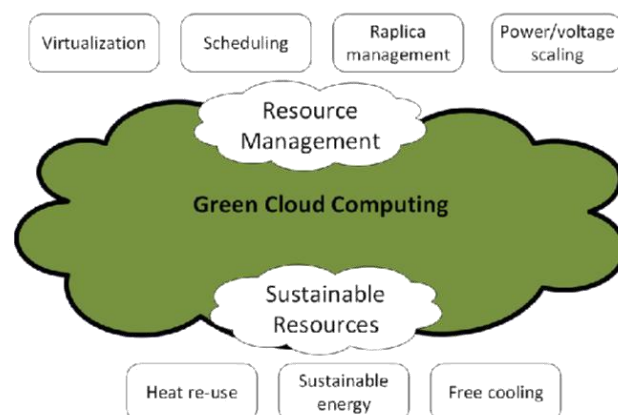 Virtualization
Scheduling
Raplica
management
Power/voltage
scaling
Resource
Management
Green Cloud Computing
Sustainable
Resources
Heat re-use
Sustainable
energy
Free cooling